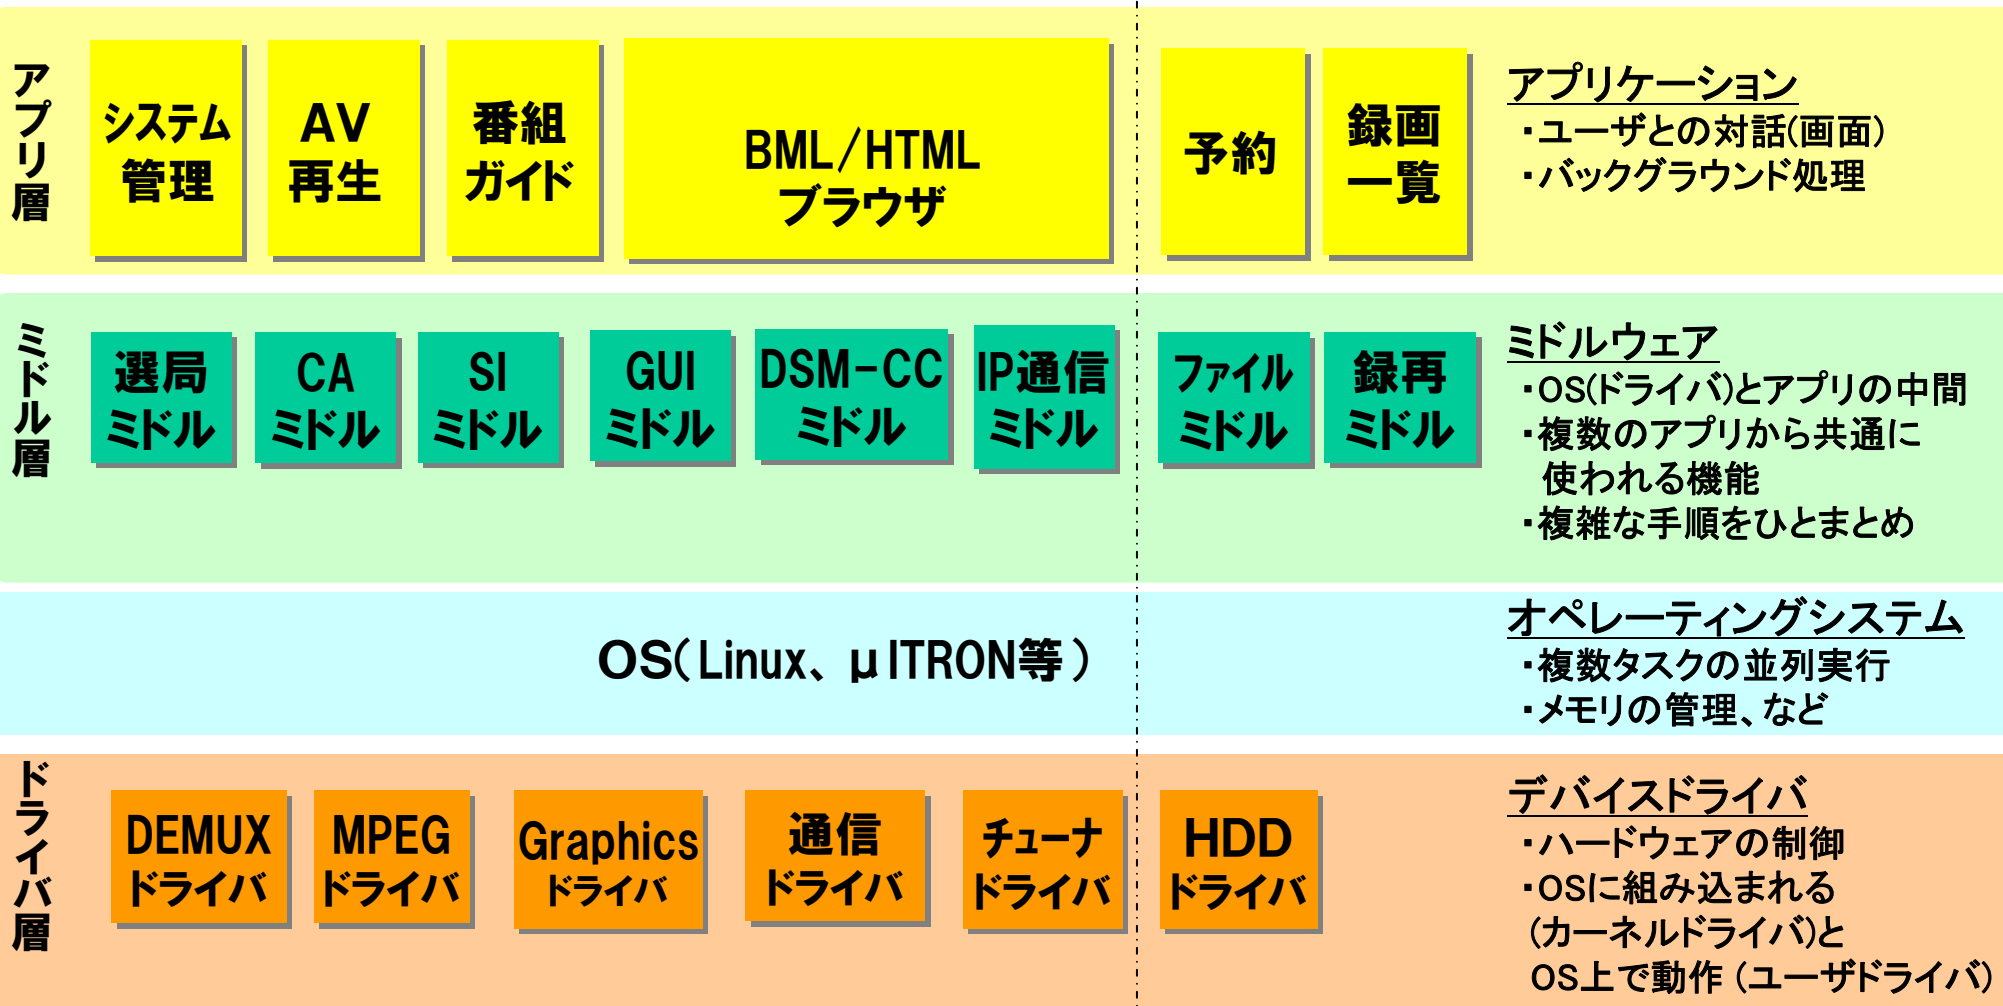 アプリ層
システム
管理
AV
再生
番組
ガイド
BML/HTML
ブラウザ
予約
録画
一覧
アプリケーション
・ユーザとの対話(画面)
・バックグラウンド処理
ミドル層
選局
ミドル
CA
ミドル
SI
ミドル
GUI
ミドル
DSM-CC
ミドル
IP通信
ミドル
ファイル
ミドル
録再
ミドル
ミドルウェア
・OS(ドライバ)とアプリの中間
・複数のアプリから共通に
使われる機能
・複雑な手順をひとまとめ
OS(Linux、μITRON等)
オペレーティングシステム
・複数タスクの並列実行
・メモリの管理、など
ドライバ層
DEMUX
ドライバ
MPEG
ドライバ
Graphics
ドライバ
通信
ドライバ
チューナ
ドライバ
HDD
ドライバ
デバイスドライバ
・ハードウェアの制御
・OSに組み込まれる
(カーネルドライバ)と
OS上で動作(ユーザドライバ)